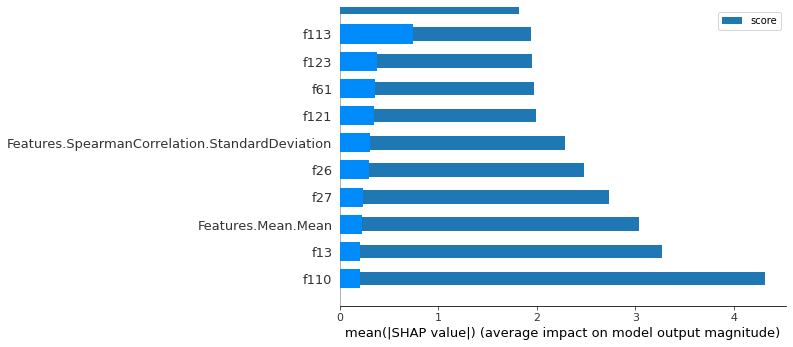 score
f113
f123
f61
f121
Features.SpearmanCorrelation.StandardDeviation
f26
f27
Features.Mean.Mean
f13
f110
0 1 2 3 4
mean(|SHAP value|) (average impact on model output magnitude)